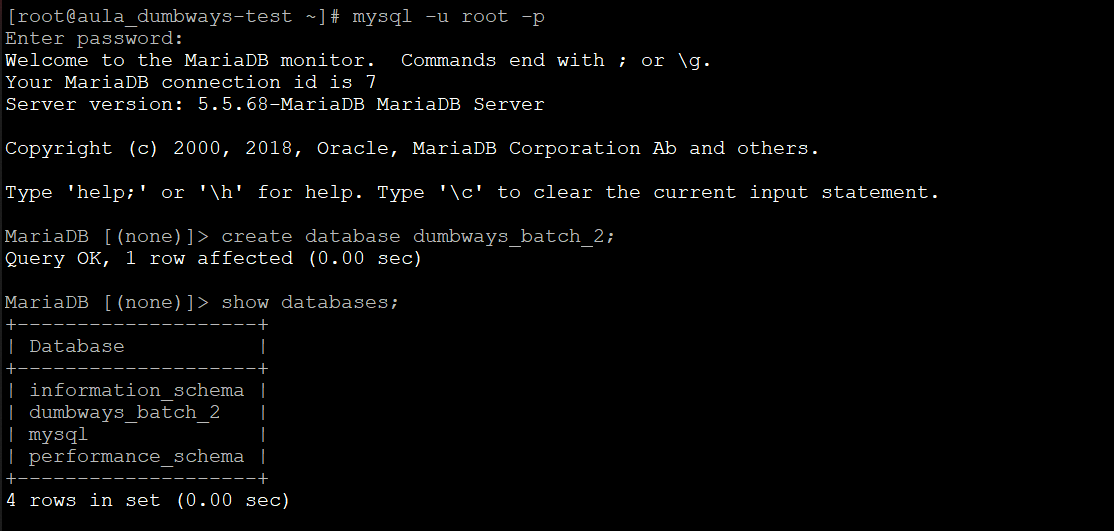 [root@aula_dumbways-test ~]# mysql -u root -p
Enter password:
Welcome to the MariaDB monitor.  Commands end with ; or \g.
Your MariaDB connection id is 7
Server version: 5.5.68-MariaDB MariaDB Server

Copyright (c) 2000, 2018, Oracle, MariaDB Corporation Ab and others.

Type 'help;' or '\h' for help. Type '\c' to clear the current input statement.

MariaDB [(none)]> create database dumbways_batch_2;
Query OK, 1 row affected (0.00 sec)

MariaDB [(none)]> show databases;
+--------------------+
| Database           |
+--------------------+
| information_schema |
| dumbways_batch_2   |
| mysql              |
| performance_schema |
+--------------------+
4 rows in set (0.00 sec)